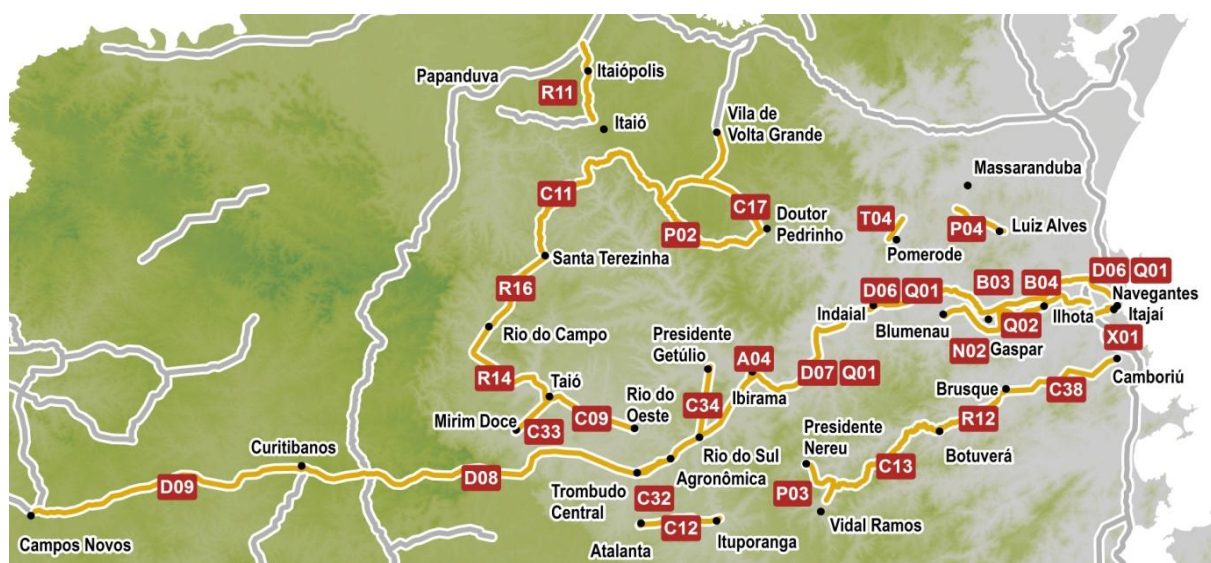 Papanduva
Itaiópolis
R11
Itaió
Vila de
Volta Grande
Massaranduba
C11
C17
T04
P04
Luiz Alves
Doutor
Pedrinho
P02
Pomerode
Santa Terezinha
R16
D06 Q01
B03
B04
D06 Q01
Navegantes
Indaial
Itajaí
Ilhota
Blumenau
Q02
Rio do Campo
Presidente
Getúlio
N02
Gaspar
X01
A04
Camboriú
R14
Taió
D07 Q01
Ibirama
Brusque
C38
Rio do
Oeste
C34
C09
Mirim Doce
C33
R12
Presidente
Nereu
Botuverá
Curitibanos
Rio do Sul
Agronômica
C13
D08
D09
Trombudo
Central
C32
P03
C12
Vidal Ramos
Campos Novos
Atalanta
Ituporanga